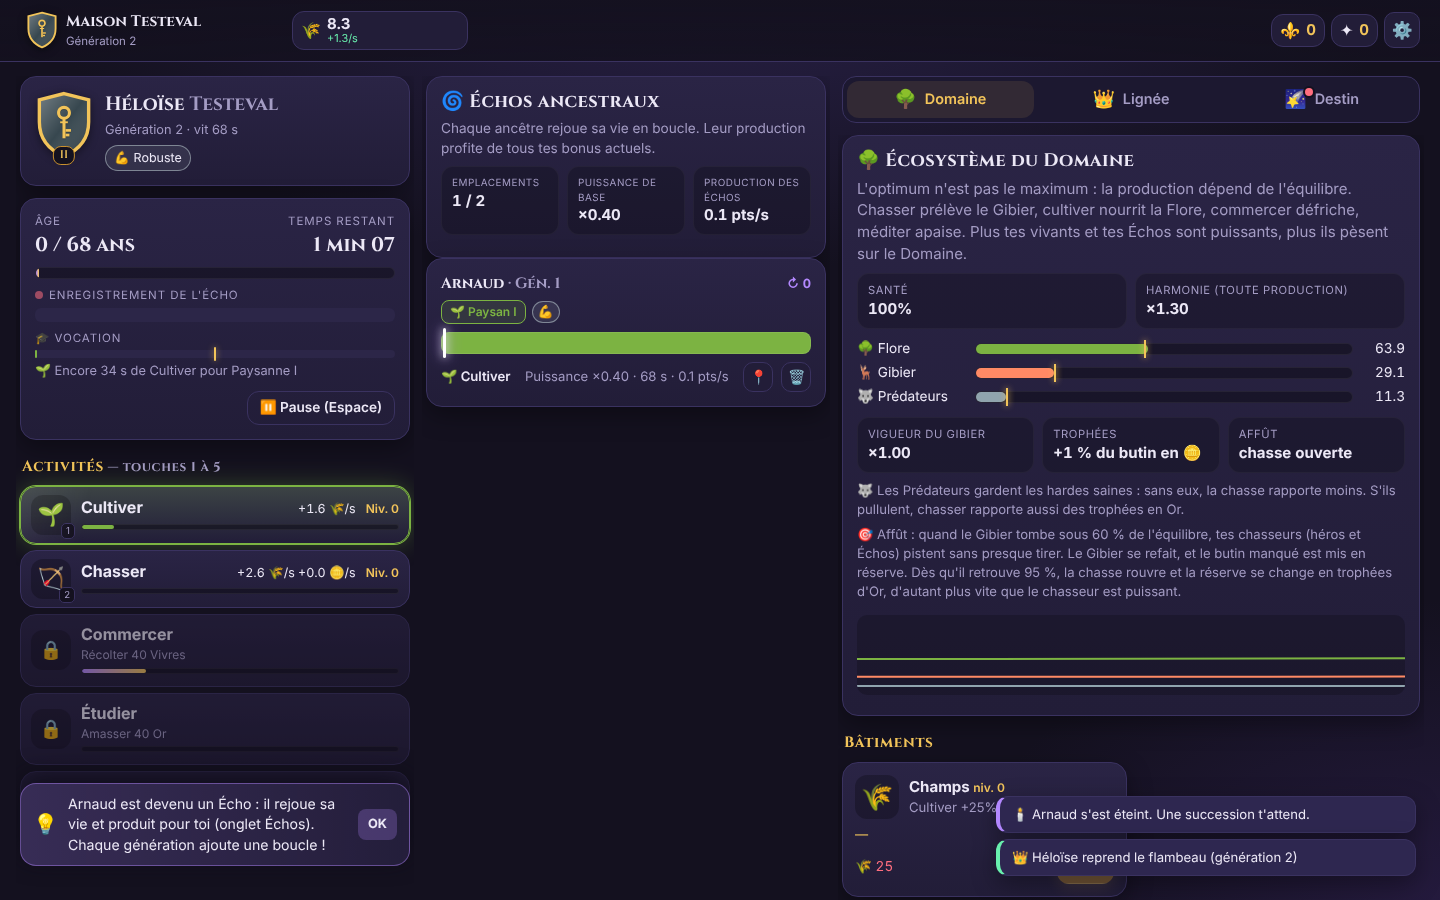 Maison Testeval
Génération 2
8.3
+1.3/s
0
0
Héloïse Testeval
Génération 2 · vit 68 s
Robuste
II
ÂGE
TEMPS RESTANT
0 / 68 ans
1 min 07
ENREGISTREMENT DE L'ÉCHO
VOCATION
Encore 34 s de Cultiver pour Paysanne I
Pause (Espace)
Activités — touches 1 à 5
Cultiver
+1.6 /s Niv. 0
1
Chasser
+2.6 /s +0.0 /s Niv. 0
2
Commercer
Récolter 40 Vivres
Étudier
Amasser 40 Or
Arnaud est devenu un Écho : il rejoue sa
vie et produit pour toi (onglet Échos).
Chaque génération ajoute une boucle !
OK
Échos ancestraux
Chaque ancêtre rejoue sa vie en boucle. Leur production
profite de tous tes bonus actuels.
EMPLACEMENTS
1 / 2
PUISSANCE DE
BASE
×0.40
PRODUCTION DES
ÉCHOS
0.1 pts/s
Arnaud · Gén. 1
↻ 0
Paysan I
Cultiver
Puissance ×0.40 · 68 s · 0.1 pts/s
Domaine
Lignée
Destin
Écosystème du Domaine
L'optimum n'est pas le maximum : la production dépend de l'équilibre.
Chasser prélève le Gibier, cultiver nourrit la Flore, commercer défriche,
méditer apaise. Plus tes vivants et tes Échos sont puissants, plus ils pèsent
sur le Domaine.
SANTÉ
100%
HARMONIE (TOUTE PRODUCTION)
×1.30
Flore
63.9
Gibier
29.1
Prédateurs
11.3
VIGUEUR DU GIBIER
×1.00
TROPHÉES
+1 % du butin en
AFFÛT
chasse ouverte
Les Prédateurs gardent les hardes saines : sans eux, la chasse rapporte moins. S'ils
pullulent, chasser rapporte aussi des trophées en Or.
Affût : quand le Gibier tombe sous 60 % de l'équilibre, tes chasseurs (héros et
Échos) pistent sans presque tirer. Le Gibier se refait, et le butin manqué est mis en
réserve. Dès qu'il retrouve 95 %, la chasse rouvre et la réserve se change en trophées
d'Or, d'autant plus vite que le chasseur est puissant.
Bâtiments
Champs niv. 0
Cultiver +25%
—
25
Arnaud s'est éteint. Une succession t'attend.
Héloïse reprend le flambeau (génération 2)